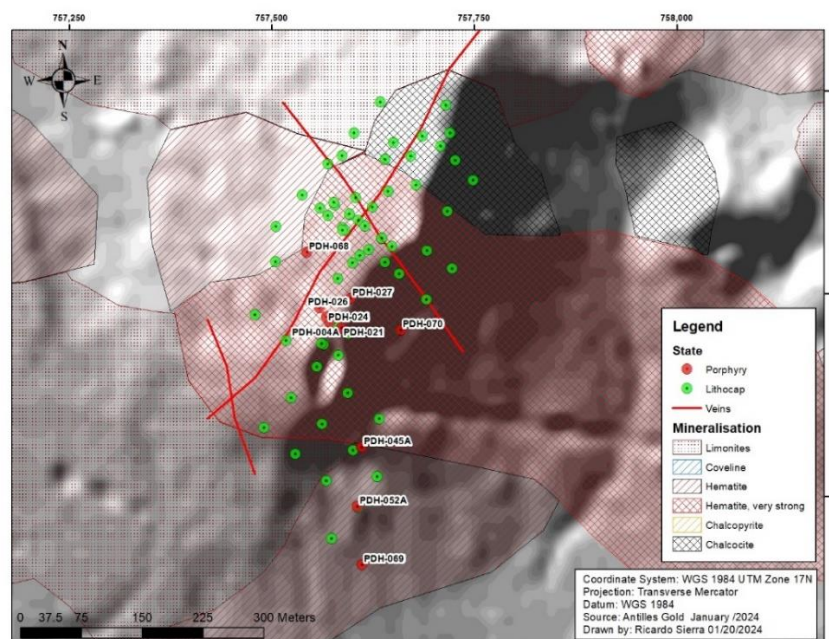 757,250
757,500
757,750
758,000
N
W E
S
PDH-068
PDH-027
PDH-026
PDH-024
PDH-004A
PDH-021
PDH-070
PDH-045A
PDH-052A
PDH-069
Legend
State
Porphyry
Lithocap
Veins
Mineralisation
Limonites
Coveline
Hematite
Hematite, very strong
Chalcopyrite
Chalcocite
0 37.5 75 150 225 300 Meters
Coordinate System: WGS 1984 UTM Zone 17N
Projection: Transverse Mercator
Datum: WGS 1984
Source: Antilles Gold January /2024
Drawn by: Ricardo Sierra 01/20/2024